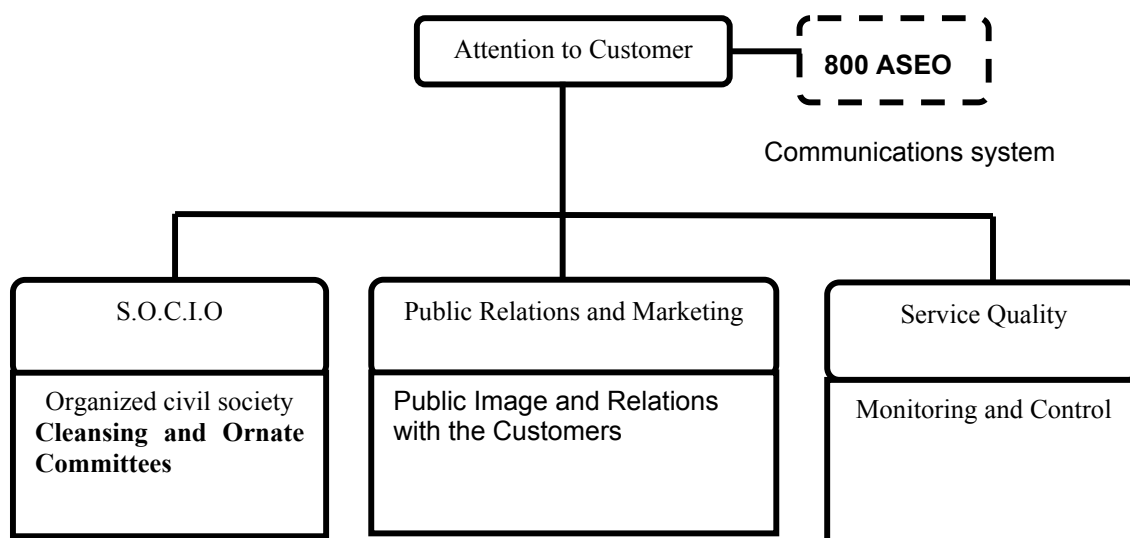 Attention to Customer
800 ASEO
Communications system
S.O.C.I.O
Organized civil society
Cleansing and Ornate
Committees
Public Relations and Marketing
Public Image and Relations
with the Customers
Service Quality
Monitoring and Control